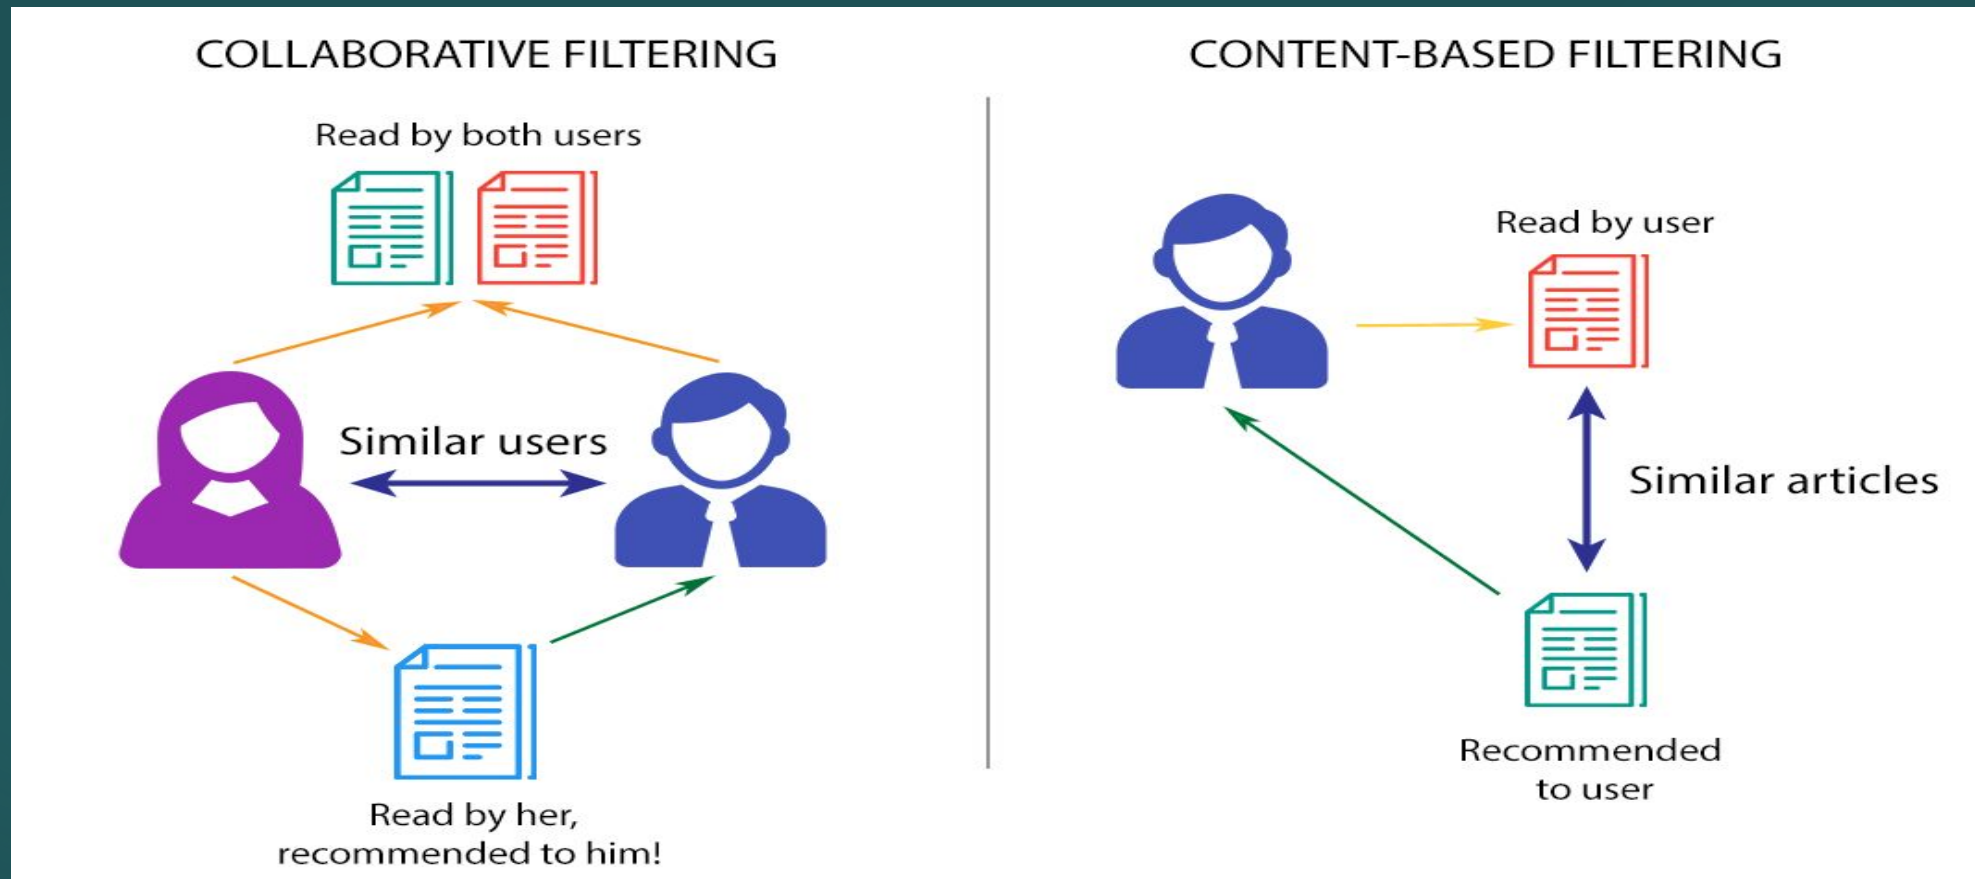 COLLABORATIVE FILTERING
Read by both users
Similar users
Read by her,
recommended to him!
CONTENT-BASED FILTERING
Read by user
Similar articles
Recommended
to user